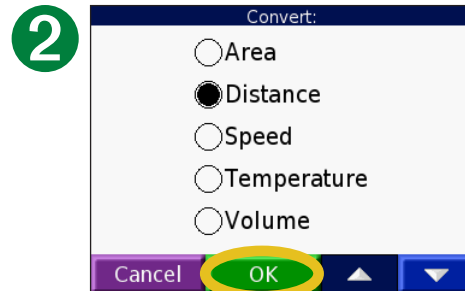 2
Convert:
Area
Distance
Speed
Temperature
Volume
Cancel OK